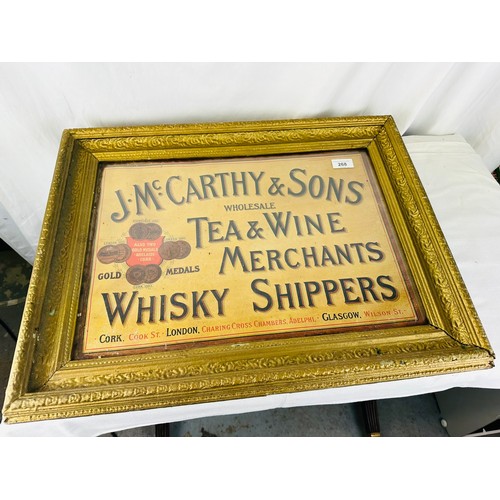 268
J. McCARTHY & SONS
WHOLESALE
TEA & WINE
MERCHANTS
GOLD MEDALS
WHISKY SHIPPERS
CORK, COOK ST. LONDON, CHARING CROSS CHAMBERS, ADELPHI, GLASGOW, WILSON ST.